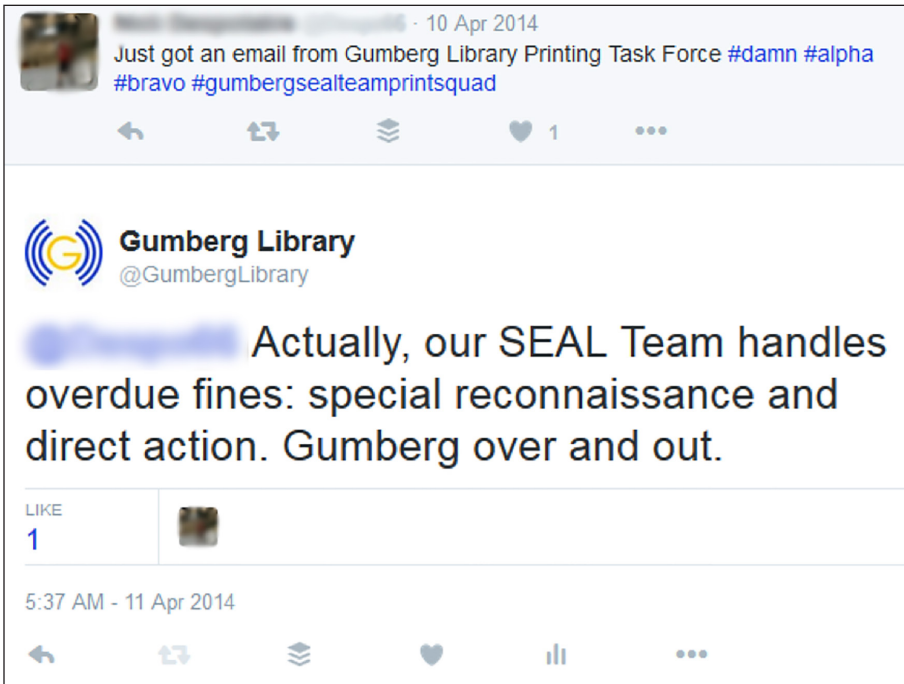 · 10 Apr 2014
Just got an email from Gumberg Library Printing Task Force #damn #alpha
#bravo #gumbergsealteamprintsquad
1
G
Gumberg Library
@GumbergLibrary
Actually, our SEAL Team handles
overdue fines: special reconnaissance and
direct action. Gumberg over and out.
LIKE
1
5:37 AM - 11 Apr 2014